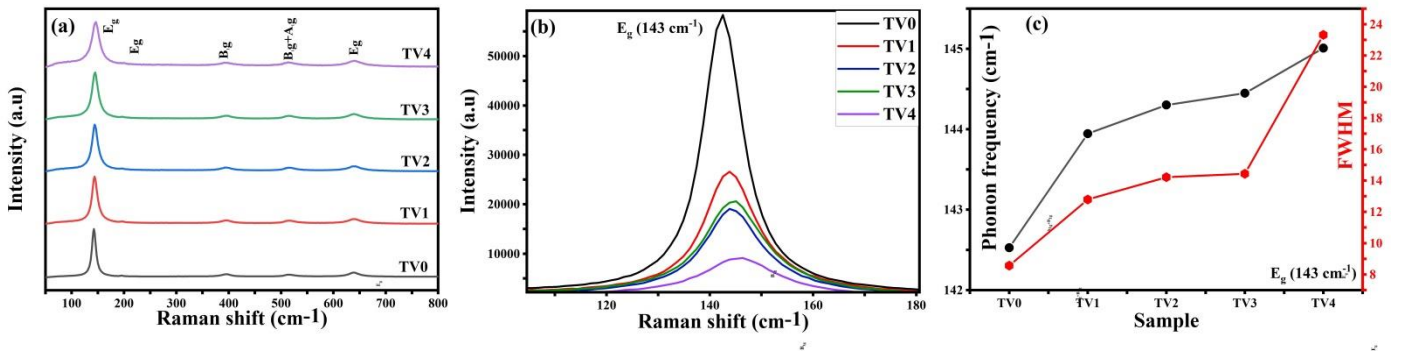 (a)
Eg
Eg
Bg
Bg+A₁g
Eg
TV4
TV3
TV2
TV1
TV0
Intensity (a.u)
100 200 300 400 500 600 700 800
Raman shift (cm-1)
(b)
Eg (143 cm-1)
TV0
TV1
TV2
TV3
TV4
50000
40000
30000
20000
10000
Intensity (a.u)
120 140 160 180
Raman shift (cm-1)
(c)
145
144
143
142
Phonon frequency (cm-1)
24
22
20
18
16
14
12
10
8
FWHM
Eg (143 cm-1)
TV0 TV1 TV2 TV3 TV4
Sample